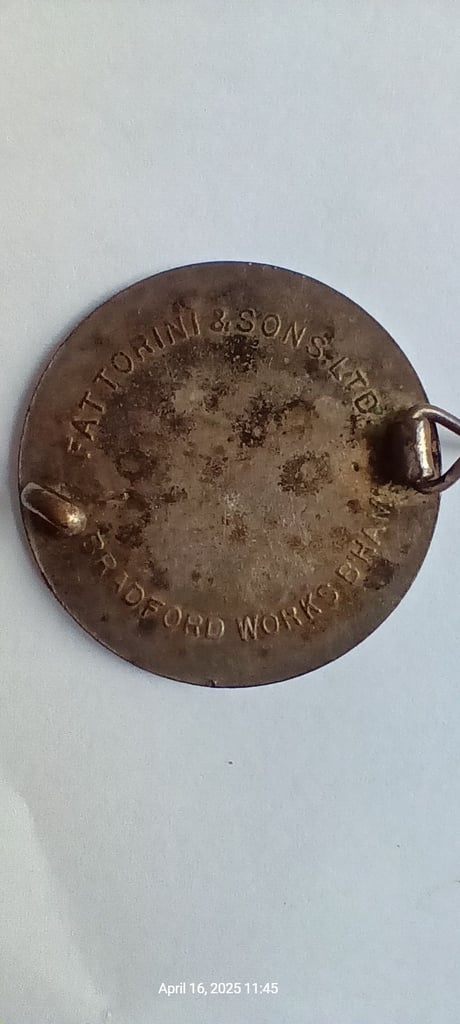 FATTORINI & SONS LTD
BRADFORD WORKS BHAM
April 16, 2025 11:45